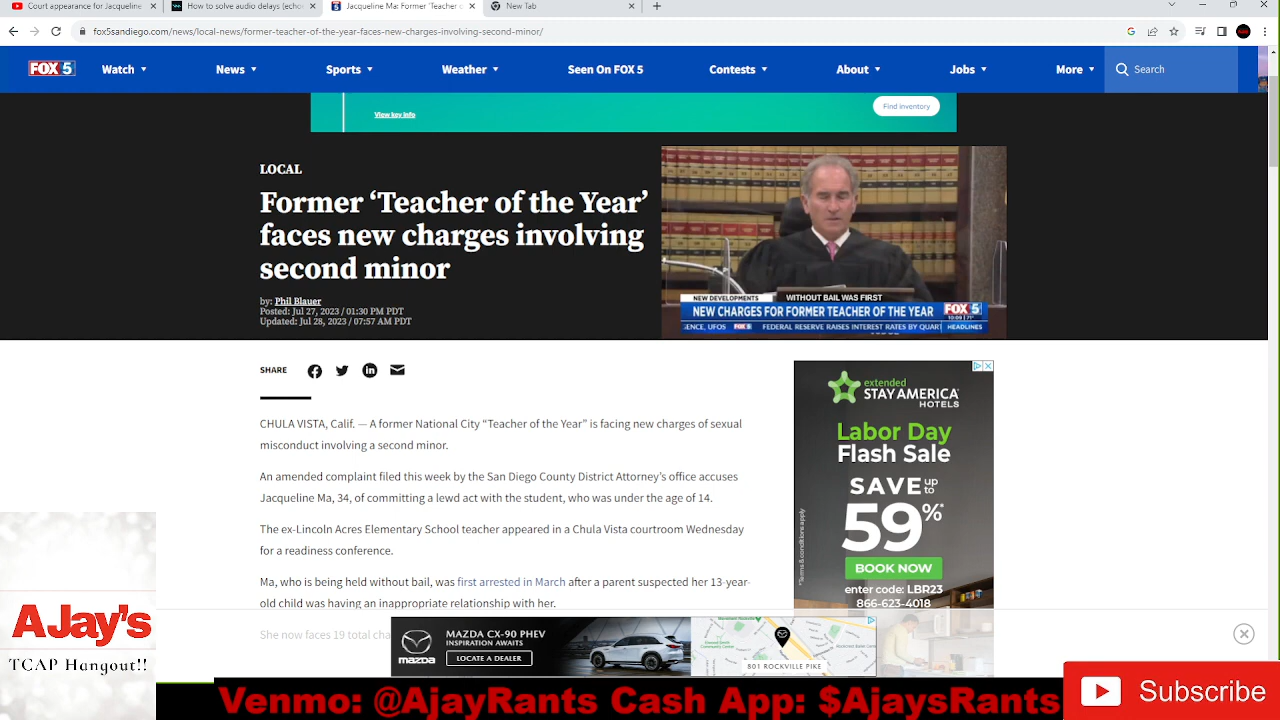 Court appearance for Jacqueline
How to solve audio delays (echo
Jacqueline Ma: Former 'Teacher o
New Tab
fox5sandiego.com/news/local-news/former-teacher-of-the-year-faces-new-charges-involving-second-minor/
FOX 5
Watch
News
Sports
Weather
Seen On FOX 5
Contests
About
Jobs
More
Search
View key info
Find inventory
LOCAL
Former ‘Teacher of the Year’
faces new charges involving
second minor
by: Phil Blauer
Posted: Jul 27, 2023 / 01:30 PM PDT
Updated: Jul 28, 2023 / 07:57 AM PDT
NEW DEVELOPMENTS
WITHOUT BAIL WAS FIRST
NEW CHARGES FOR FORMER TEACHER OF THE YEAR
FOX 5
10:09 71°
GENCE, UFOS FOX 5 FEDERAL RESERVE RAISES INTEREST RATES BY QUART
HEADLINES
SHARE
CHULA VISTA, Calif. — A former National City “Teacher of the Year” is facing new charges of sexual
misconduct involving a second minor.
An amended complaint filed this week by the San Diego County District Attorney’s office accuses
Jacqueline Ma, 34, of committing a lewd act with the student, who was under the age of 14.
The ex-Lincoln Acres Elementary School teacher appeared in a Chula Vista courtroom Wednesday
for a readiness conference.
Ma, who is being held without bail, was first arrested in March after a parent suspected her 13-year-
old child was having an inappropriate relationship with her.
She now faces 19 total cha
extended
STAY AMERICA
HOTELS
Labor Day
Flash Sale
SAVE up to
59%*
BOOK NOW
enter code: LBR23
866-623-4018
*Terms & conditions apply
mazda
MAZDA CX-90 PHEV
INSPIRATION AWAITS
LOCATE A DEALER
801 ROCKVILLE PIKE
AJay's
TCAP Hangout!!
Venmo: @AjayRants Cash App: $AjaysRants
Subscribe